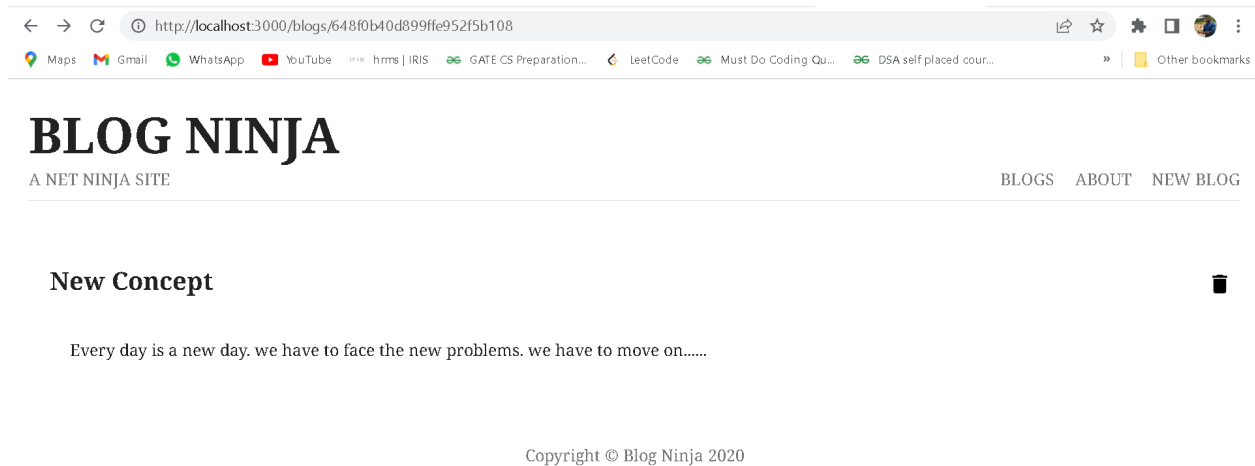 http://localhost:3000/blogs/648f0b40d899ffe952f5b108
Maps Gmail WhatsApp YouTube hrms | IRIS GATE CS Preparation... LeetCode Must Do Coding Qu... DSA self placed cour... » Other bookmarks
BLOG NINJA
A NET NINJA SITE BLOGS ABOUT NEW BLOG
New Concept
Every day is a new day. we have to face the new problems. we have to move on......
Copyright © Blog Ninja 2020